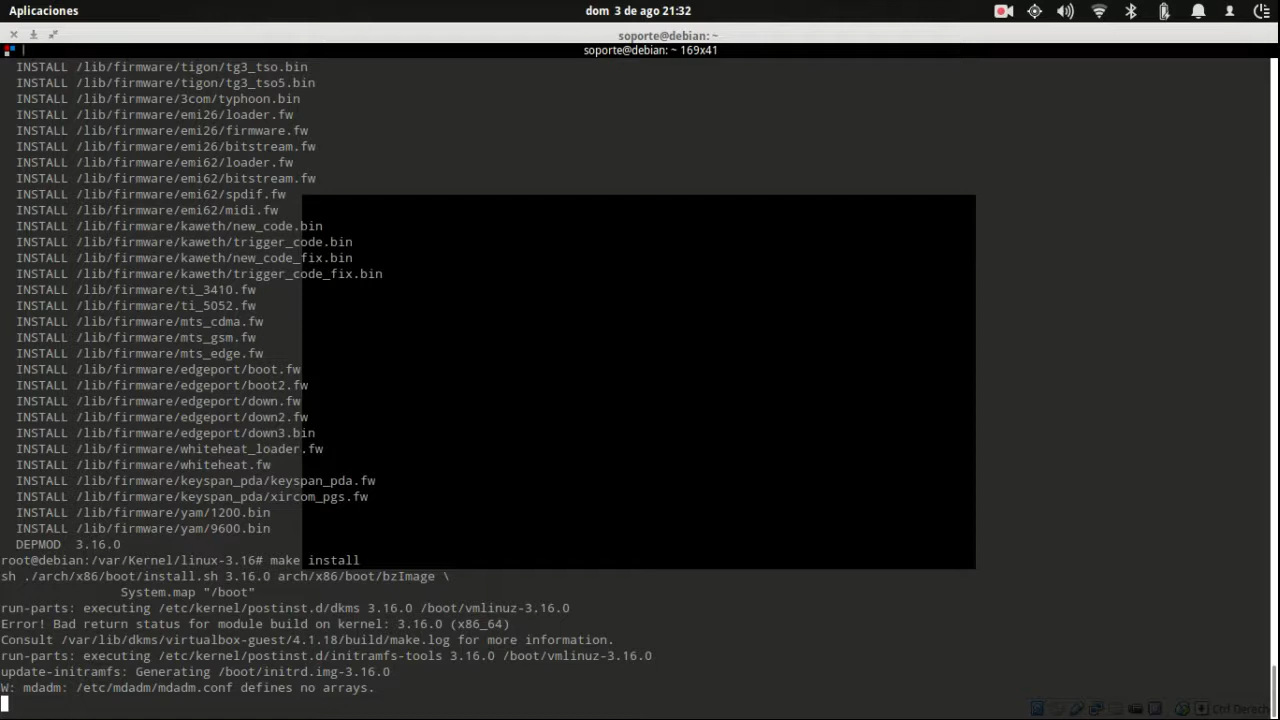 Aplicaciones
dom 3 de ago 21:32
soporte@debian: ~
soporte@debian: ~ 169x41
INSTALL /lib/firmware/tigon/tg3_tso.bin
INSTALL /lib/firmware/tigon/tg3_tso5.bin
INSTALL /lib/firmware/3com/typhoon.bin
INSTALL /lib/firmware/emi26/loader.fw
INSTALL /lib/firmware/emi26/firmware.fw
INSTALL /lib/firmware/emi26/bitstream.fw
INSTALL /lib/firmware/emi62/loader.fw
INSTALL /lib/firmware/emi62/bitstream.fw
INSTALL /lib/firmware/emi62/spdif.fw
INSTALL /lib/firmware/emi62/midi.fw
INSTALL /lib/firmware/kaweth/new_code.bin
INSTALL /lib/firmware/kaweth/trigger_code.bin
INSTALL /lib/firmware/kaweth/new_code_fix.bin
INSTALL /lib/firmware/kaweth/trigger_code_fix.bin
INSTALL /lib/firmware/ti_3410.fw
INSTALL /lib/firmware/ti_5052.fw
INSTALL /lib/firmware/mts_cdma.fw
INSTALL /lib/firmware/mts_gsm.fw
INSTALL /lib/firmware/mts_edge.fw
INSTALL /lib/firmware/edgeport/boot.fw
INSTALL /lib/firmware/edgeport/boot2.fw
INSTALL /lib/firmware/edgeport/down.fw
INSTALL /lib/firmware/edgeport/down2.fw
INSTALL /lib/firmware/edgeport/down3.bin
INSTALL /lib/firmware/whiteheat_loader.fw
INSTALL /lib/firmware/whiteheat.fw
INSTALL /lib/firmware/keyspan_pda/keyspan_pda.fw
INSTALL /lib/firmware/keyspan_pda/xircom_pgs.fw
INSTALL /lib/firmware/yam/1200.bin
INSTALL /lib/firmware/yam/9600.bin
DEPMOD 3.16.0
root@debian:/var/Kernel/linux-3.16# make install
sh ./arch/x86/boot/install.sh 3.16.0 arch/x86/boot/bzImage \
System.map "/boot"
run-parts: executing /etc/kernel/postinst.d/dkms 3.16.0 /boot/vmlinuz-3.16.0
Error! Bad return status for module build on kernel: 3.16.0 (x86_64)
Consult /var/lib/dkms/virtualbox-guest/4.1.18/build/make.log for more information.
run-parts: executing /etc/kernel/postinst.d/initramfs-tools 3.16.0 /boot/vmlinuz-3.16.0
update-initramfs: Generating /boot/initrd.img-3.16.0
W: mdadm: /etc/mdadm/mdadm.conf defines no arrays.
Ctrl Derech